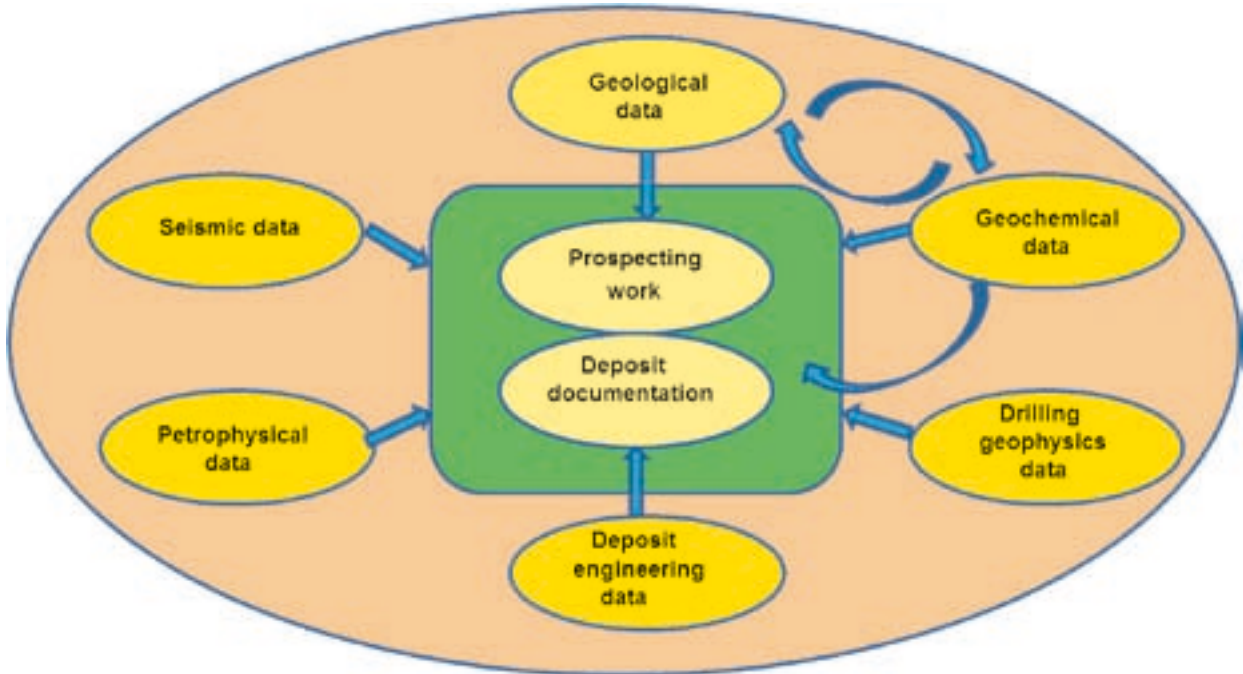 Geological
data
Seismic data
Geochemical
data
Prospecting
work
Deposit
documentation
Petrophysical
data
Drilling
geophysics
data
Deposit
engineering
data